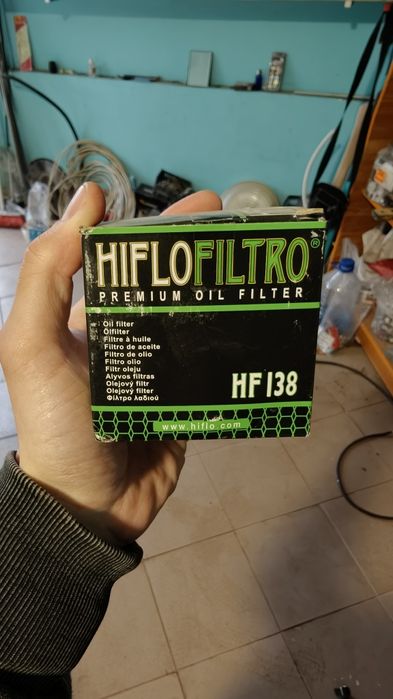 HIFLOFILTRO®
PREMIUM OIL FILTER
Oil filter
Ölfilter
Filtre à huile
Filtro de aceite
Filtro de olio
Filtro olio
Filtr oleju
Alyvos filtras
Olejový filtr
Olejový filter
Φίλτρο λαδιού
HF138
www.hiflo.com